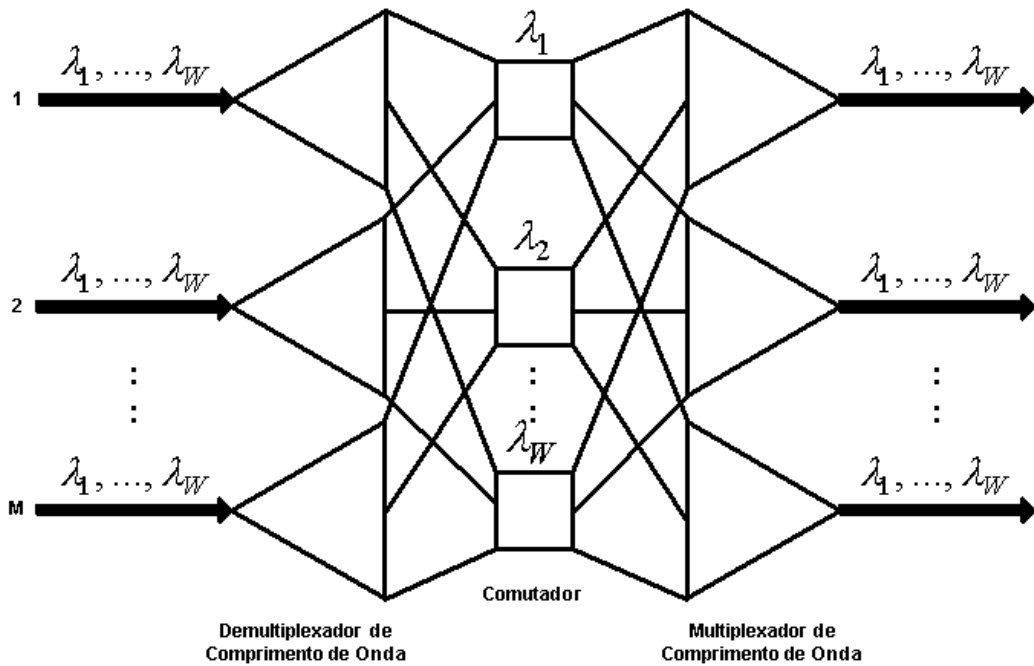 λ1, ..., λW
λ1
λ1, ..., λW
1
λ1, ..., λW
λ2
λ1, ..., λW
2
:
:
:
:
:
:
λ1, ..., λW
λW
λ1, ..., λW
M
Comutador
Demultiplexador de
Comprimento de Onda
Multiplexador de
Comprimento de Onda